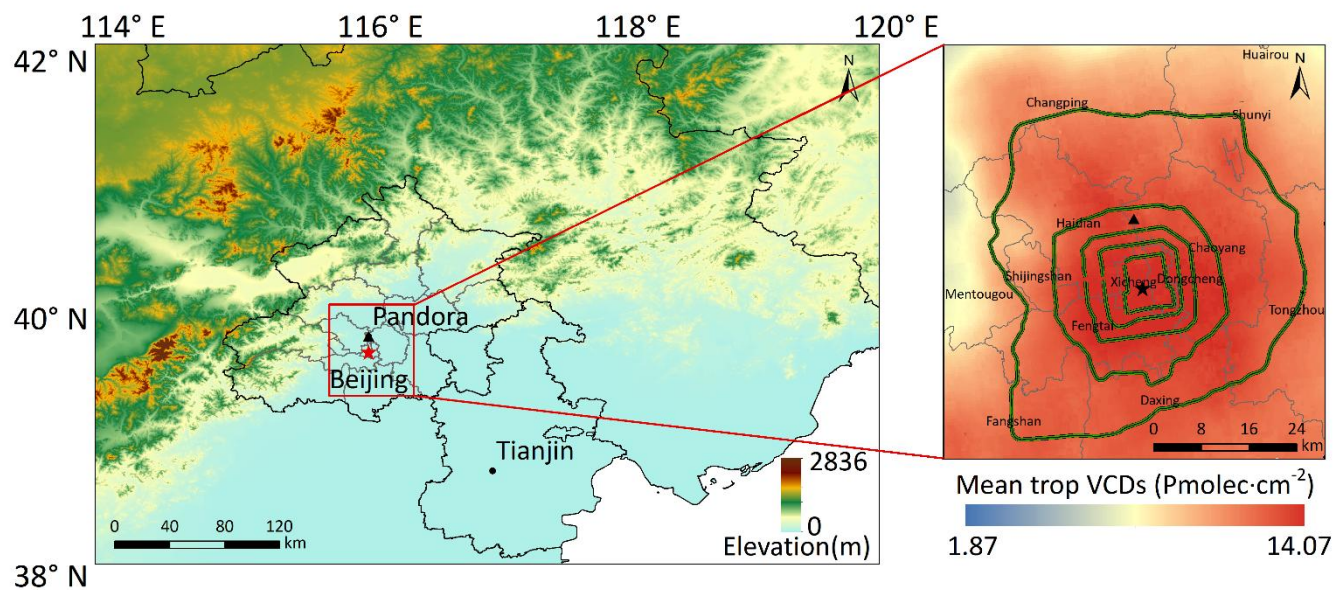 114° E 116° E 118° E 120° E
42° N
40° N
38° N
N
Pandora
Beijing
Tianjin
2836
0
Elevation(m)
0 40 80 120
km
Huairou
N
Changping
Shunyi
Haidian
Chaoyang
Shijingshan
Xicheng
Dongcheng
Mentougou
Tongzhou
Fengtai
Daxing
Fangshan
0 8 16 24
km
Mean trop VCDs (Pmolec·cm⁻²)
1.87 14.07